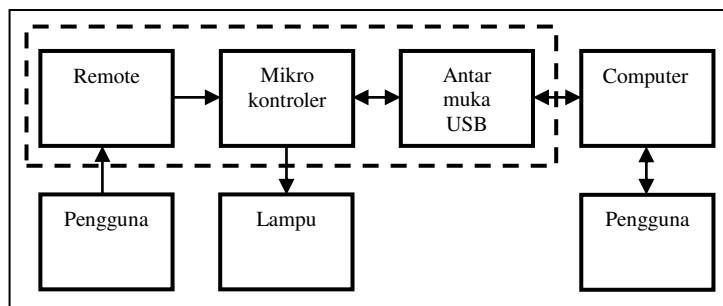 Remote
Mikro
kontroler
Antar
muka
USB
Computer
Pengguna
Lampu
Pengguna